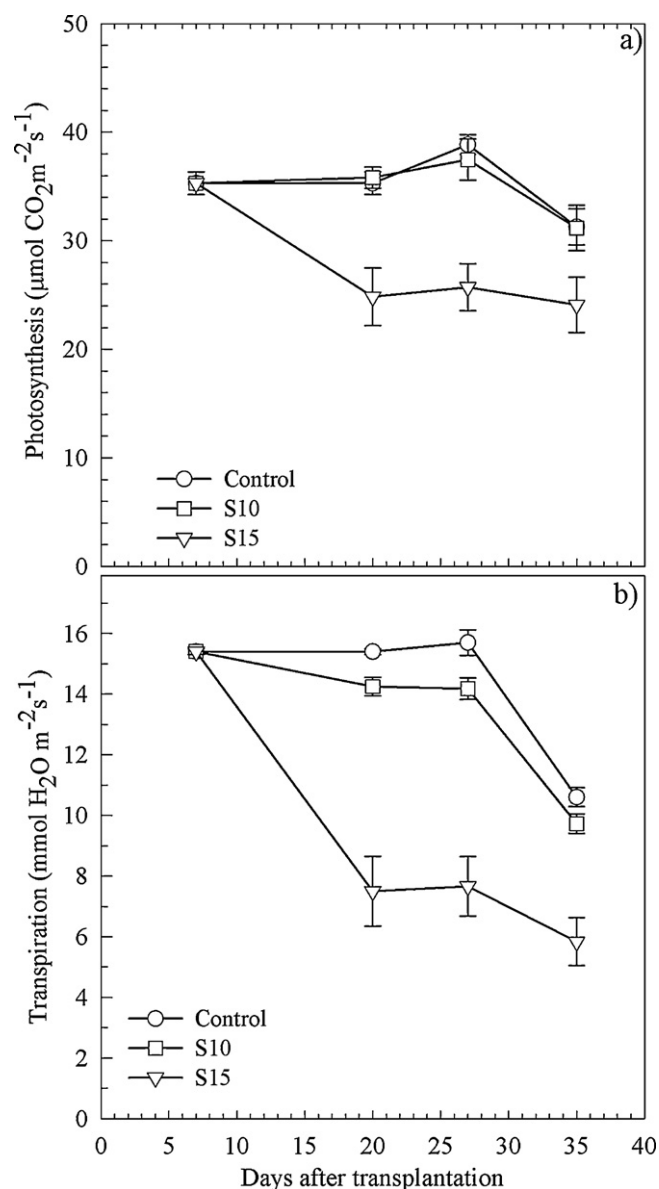 a)
50
40
30
20
10
0
Photosynthesis (µmol CO₂m⁻²s⁻¹)
Control
S10
S15
b)
16
14
12
10
8
6
4
2
0
Transpiration (mmol H₂O m⁻²s⁻¹)
Control
S10
S15
0 5 10 15 20 25 30 35 40
Days after transplantation